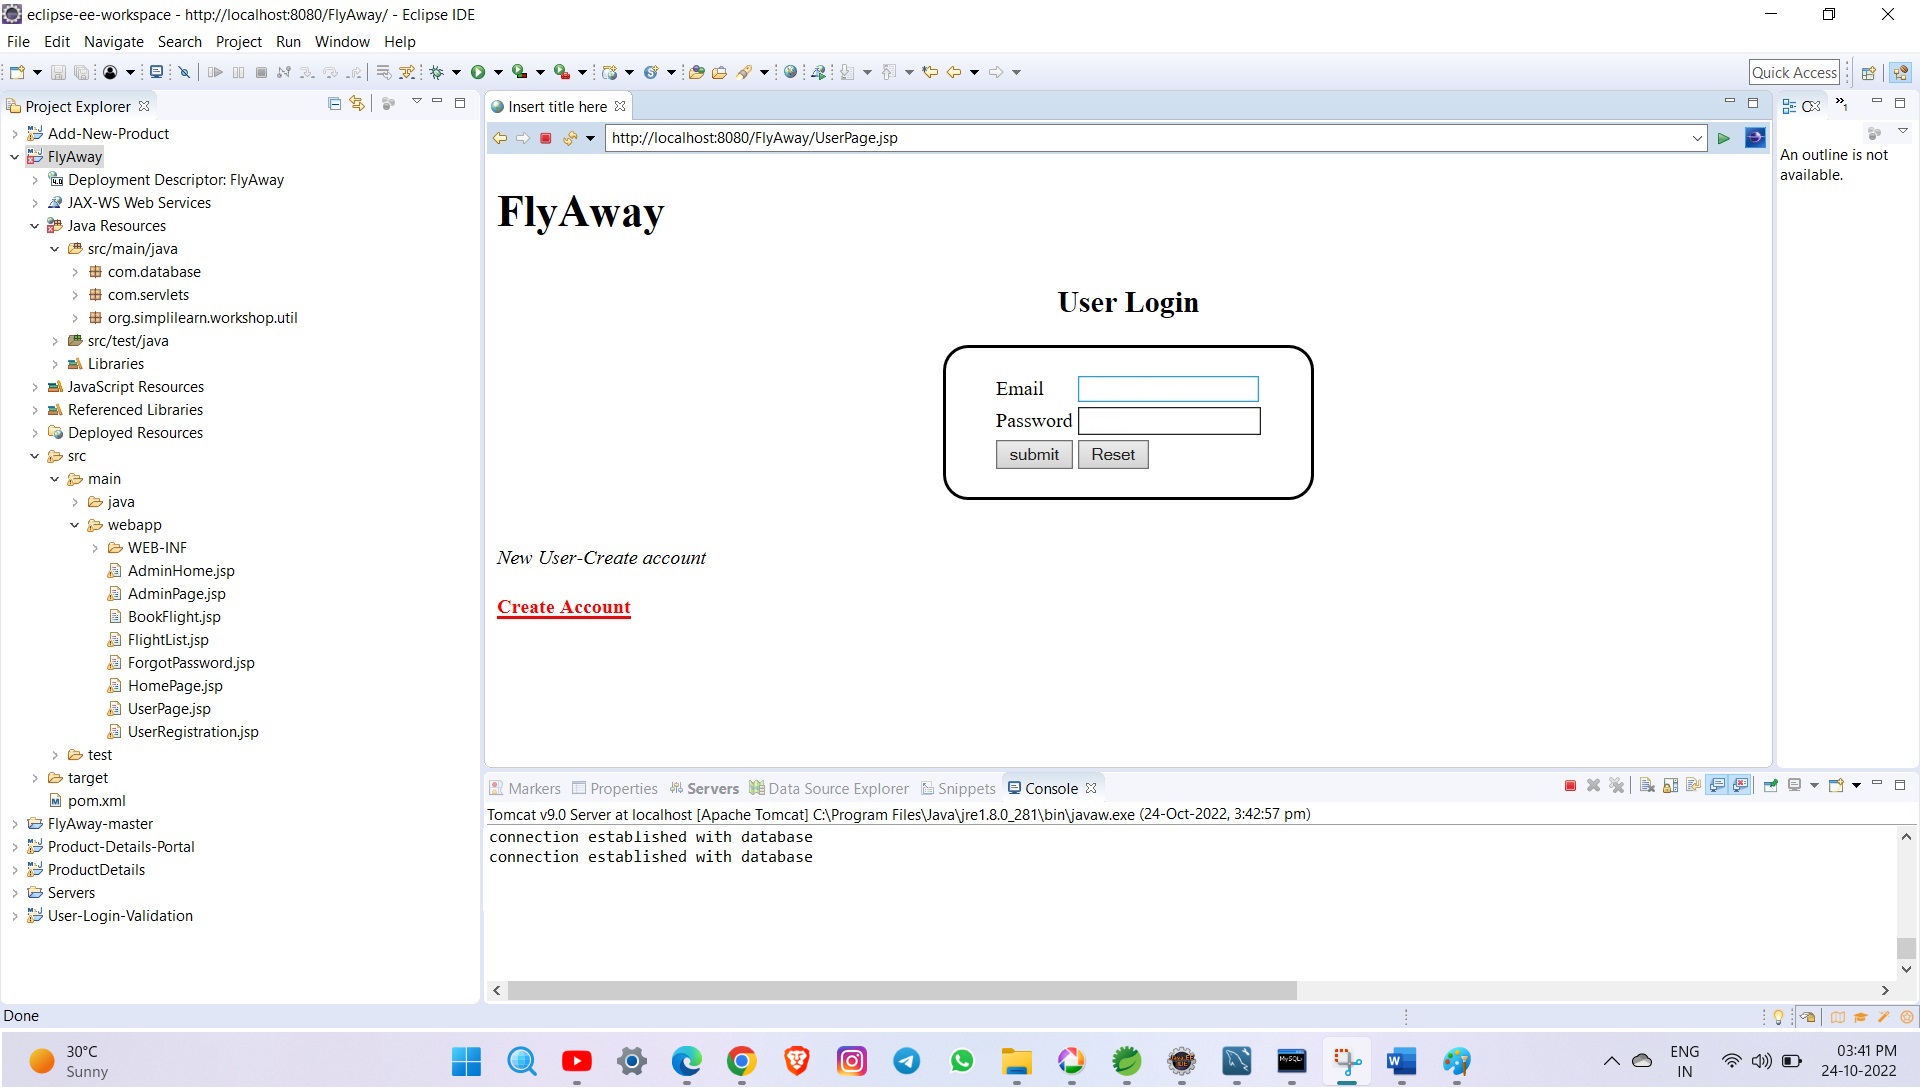 eclipse-ee-workspace - http://localhost:8080/FlyAway/ - Eclipse IDE
File Edit Navigate Search Project Run Window Help
Quick Access
Project Explorer
Add-New-Product
FlyAway
Deployment Descriptor: FlyAway
JAX-WS Web Services
Java Resources
src/main/java
com.database
com.servlets
org.simplilearn.workshop.util
src/test/java
Libraries
JavaScript Resources
Referenced Libraries
Deployed Resources
src
main
java
webapp
WEB-INF
AdminHome.jsp
AdminPage.jsp
BookFlight.jsp
FlightList.jsp
ForgotPassword.jsp
HomePage.jsp
UserPage.jsp
UserRegistration.jsp
test
target
pom.xml
FlyAway-master
Product-Details-Portal
ProductDetails
Servers
User-Login-Validation
Insert title here
http://localhost:8080/FlyAway/UserPage.jsp
FlyAway
User Login
Email
Password
submit Reset
New User-Create account
Create Account
An outline is not
available.
Markers Properties Servers Data Source Explorer Snippets Console
Tomcat v9.0 Server at localhost [Apache Tomcat] C:\Program Files\Java\jre1.8.0_281\bin\javaw.exe (24-Oct-2022, 3:42:57 pm)
connection established with database
connection established with database
Done
30°C
Sunny
ENG
IN
03:41 PM
24-10-2022